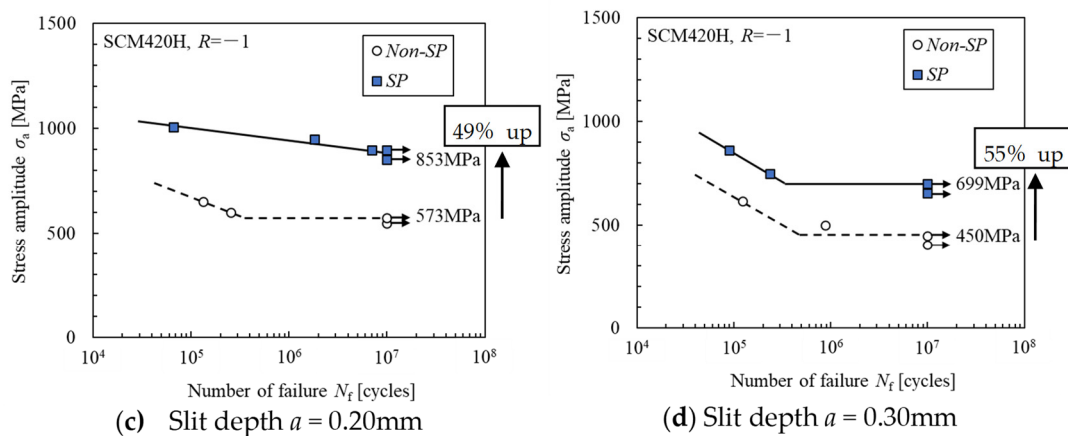 1500
SCM420H, R=−1
Non-SP
SP
1000
49% up
853MPa
573MPa
500
0
10⁴ 10⁵ 10⁶ 10⁷ 10⁸
Stress amplitude σₐ [MPa]
Number of failure N_f [cycles]
(c) Slit depth a = 0.20mm
1500
SCM420H, R=−1
Non-SP
SP
1000
55% up
699MPa
500
450MPa
0
10⁴ 10⁵ 10⁶ 10⁷ 10⁸
Stress amplitude σₐ [MPa]
Number of failure N_f [cycles]
(d) Slit depth a = 0.30mm